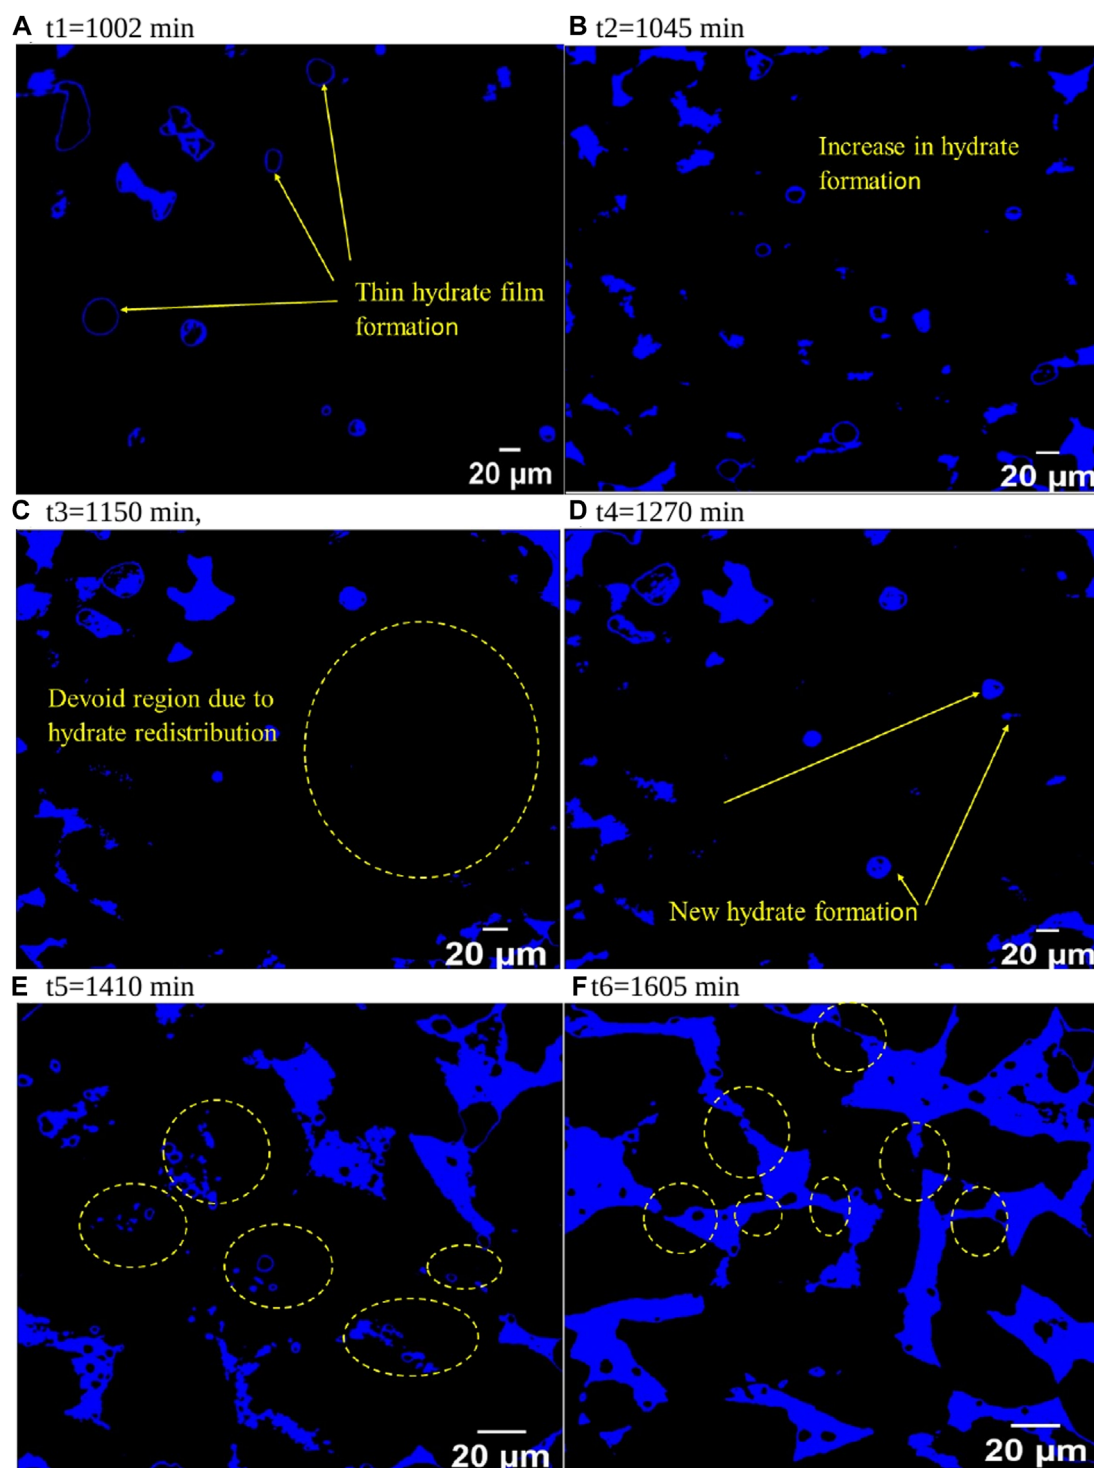 A t1=1002 min
B t2=1045 min
Thin hydrate film
formation
20 µm
Increase in hydrate
formation
20 µm
C t3=1150 min,
D t4=1270 min
Devoid region due to
hydrate redistribution
20 µm
New hydrate formation
20 µm
E t5=1410 min
F t6=1605 min
20 µm
20 µm